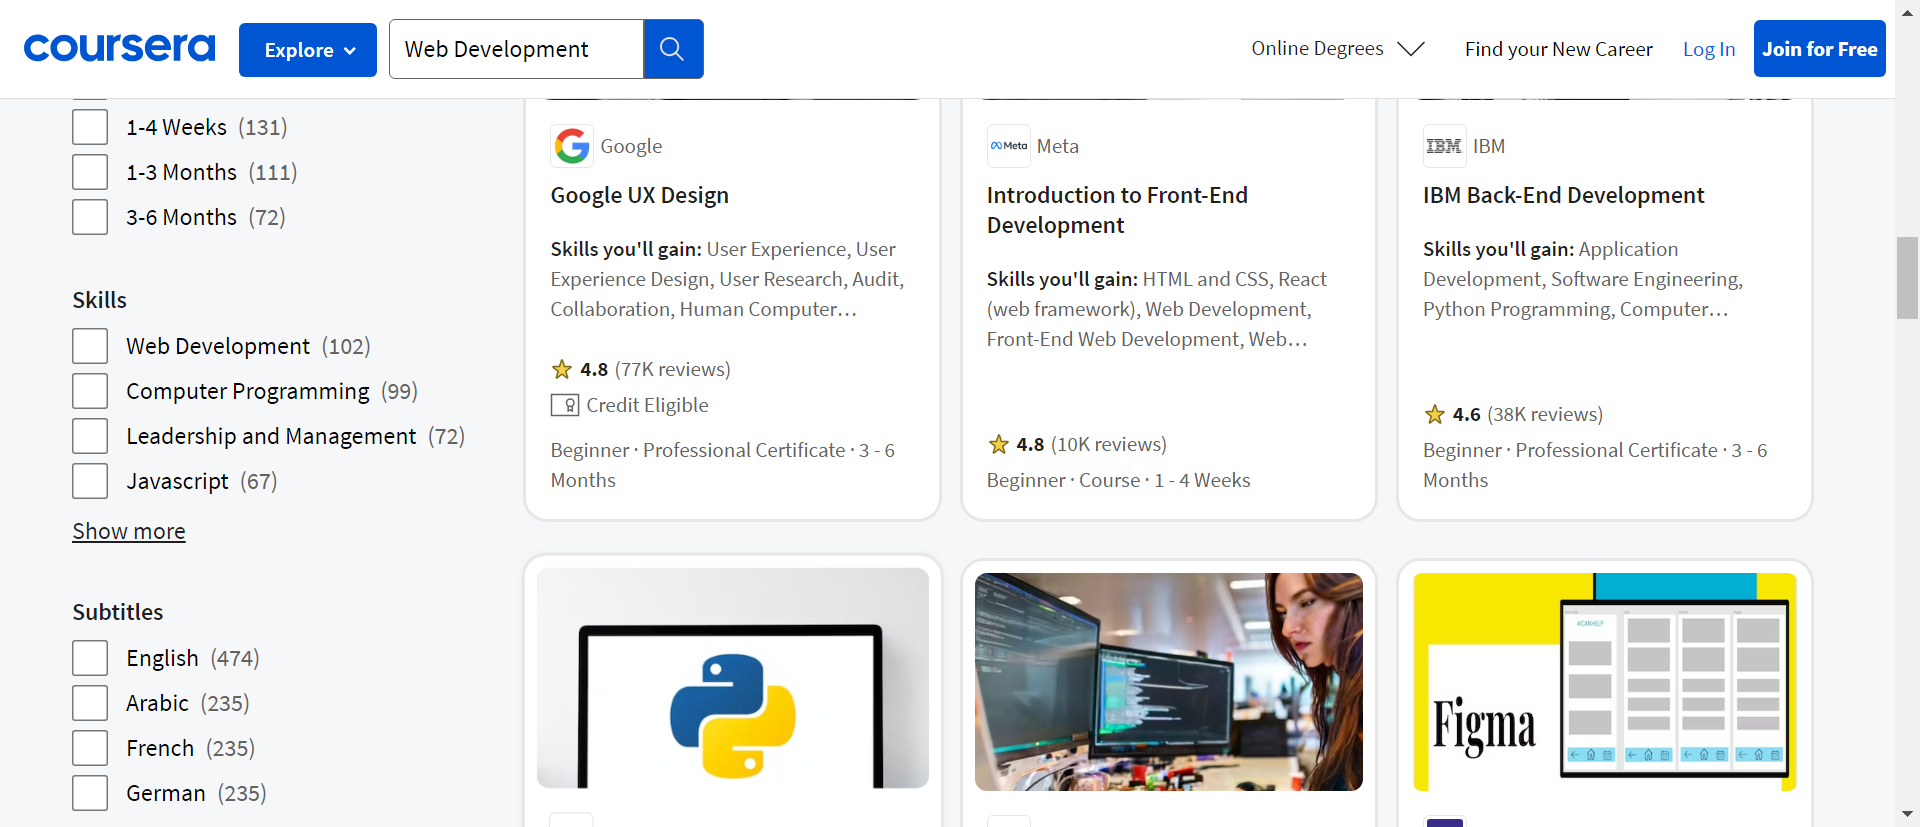 coursera
Explore
Web Development
Online Degrees
Find your New Career
Log In
Join for Free
1-4 Weeks (131)
1-3 Months (111)
3-6 Months (72)
Skills
Web Development (102)
Computer Programming (99)
Leadership and Management (72)
Javascript (67)
Show more
Subtitles
English (474)
Arabic (235)
French (235)
German (235)
Google
Google UX Design
Skills you'll gain: User Experience, User
Experience Design, User Research, Audit,
Collaboration, Human Computer…
4.8 (77K reviews)
Credit Eligible
Beginner · Professional Certificate · 3 - 6
Months
Meta
Meta
Introduction to Front-End
Development
Skills you'll gain: HTML and CSS, React
(web framework), Web Development,
Front-End Web Development, Web…
4.8 (10K reviews)
Beginner · Course · 1 - 4 Weeks
IBM
IBM
IBM Back-End Development
Skills you'll gain: Application
Development, Software Engineering,
Python Programming, Computer…
4.6 (38K reviews)
Beginner · Professional Certificate · 3 - 6
Months
Figma
#ICANHELP